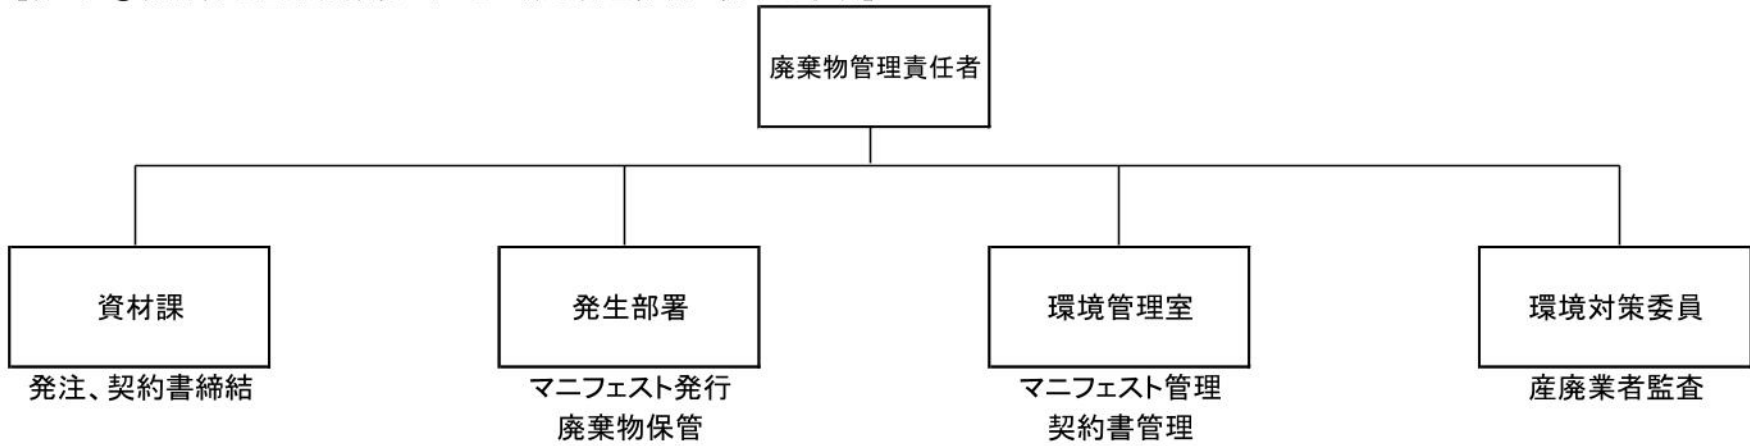 廃棄物管理責任者
資材課
発生部署
環境管理室
環境対策委員
発注、契約書締結
マニフェスト発行
廃棄物保管
マニフェスト管理
契約書管理
産廃業者監査